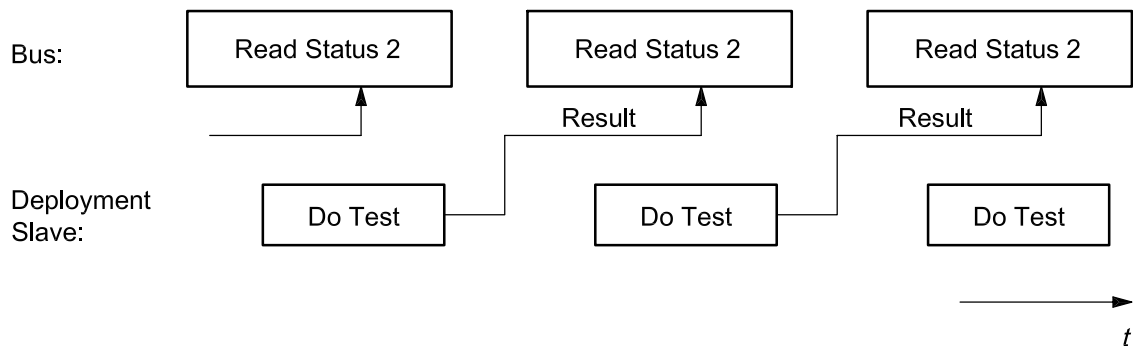 Bus:
Read Status 2
Read Status 2
Read Status 2
Result
Result
Deployment
Slave:
Do Test
Do Test
Do Test
t